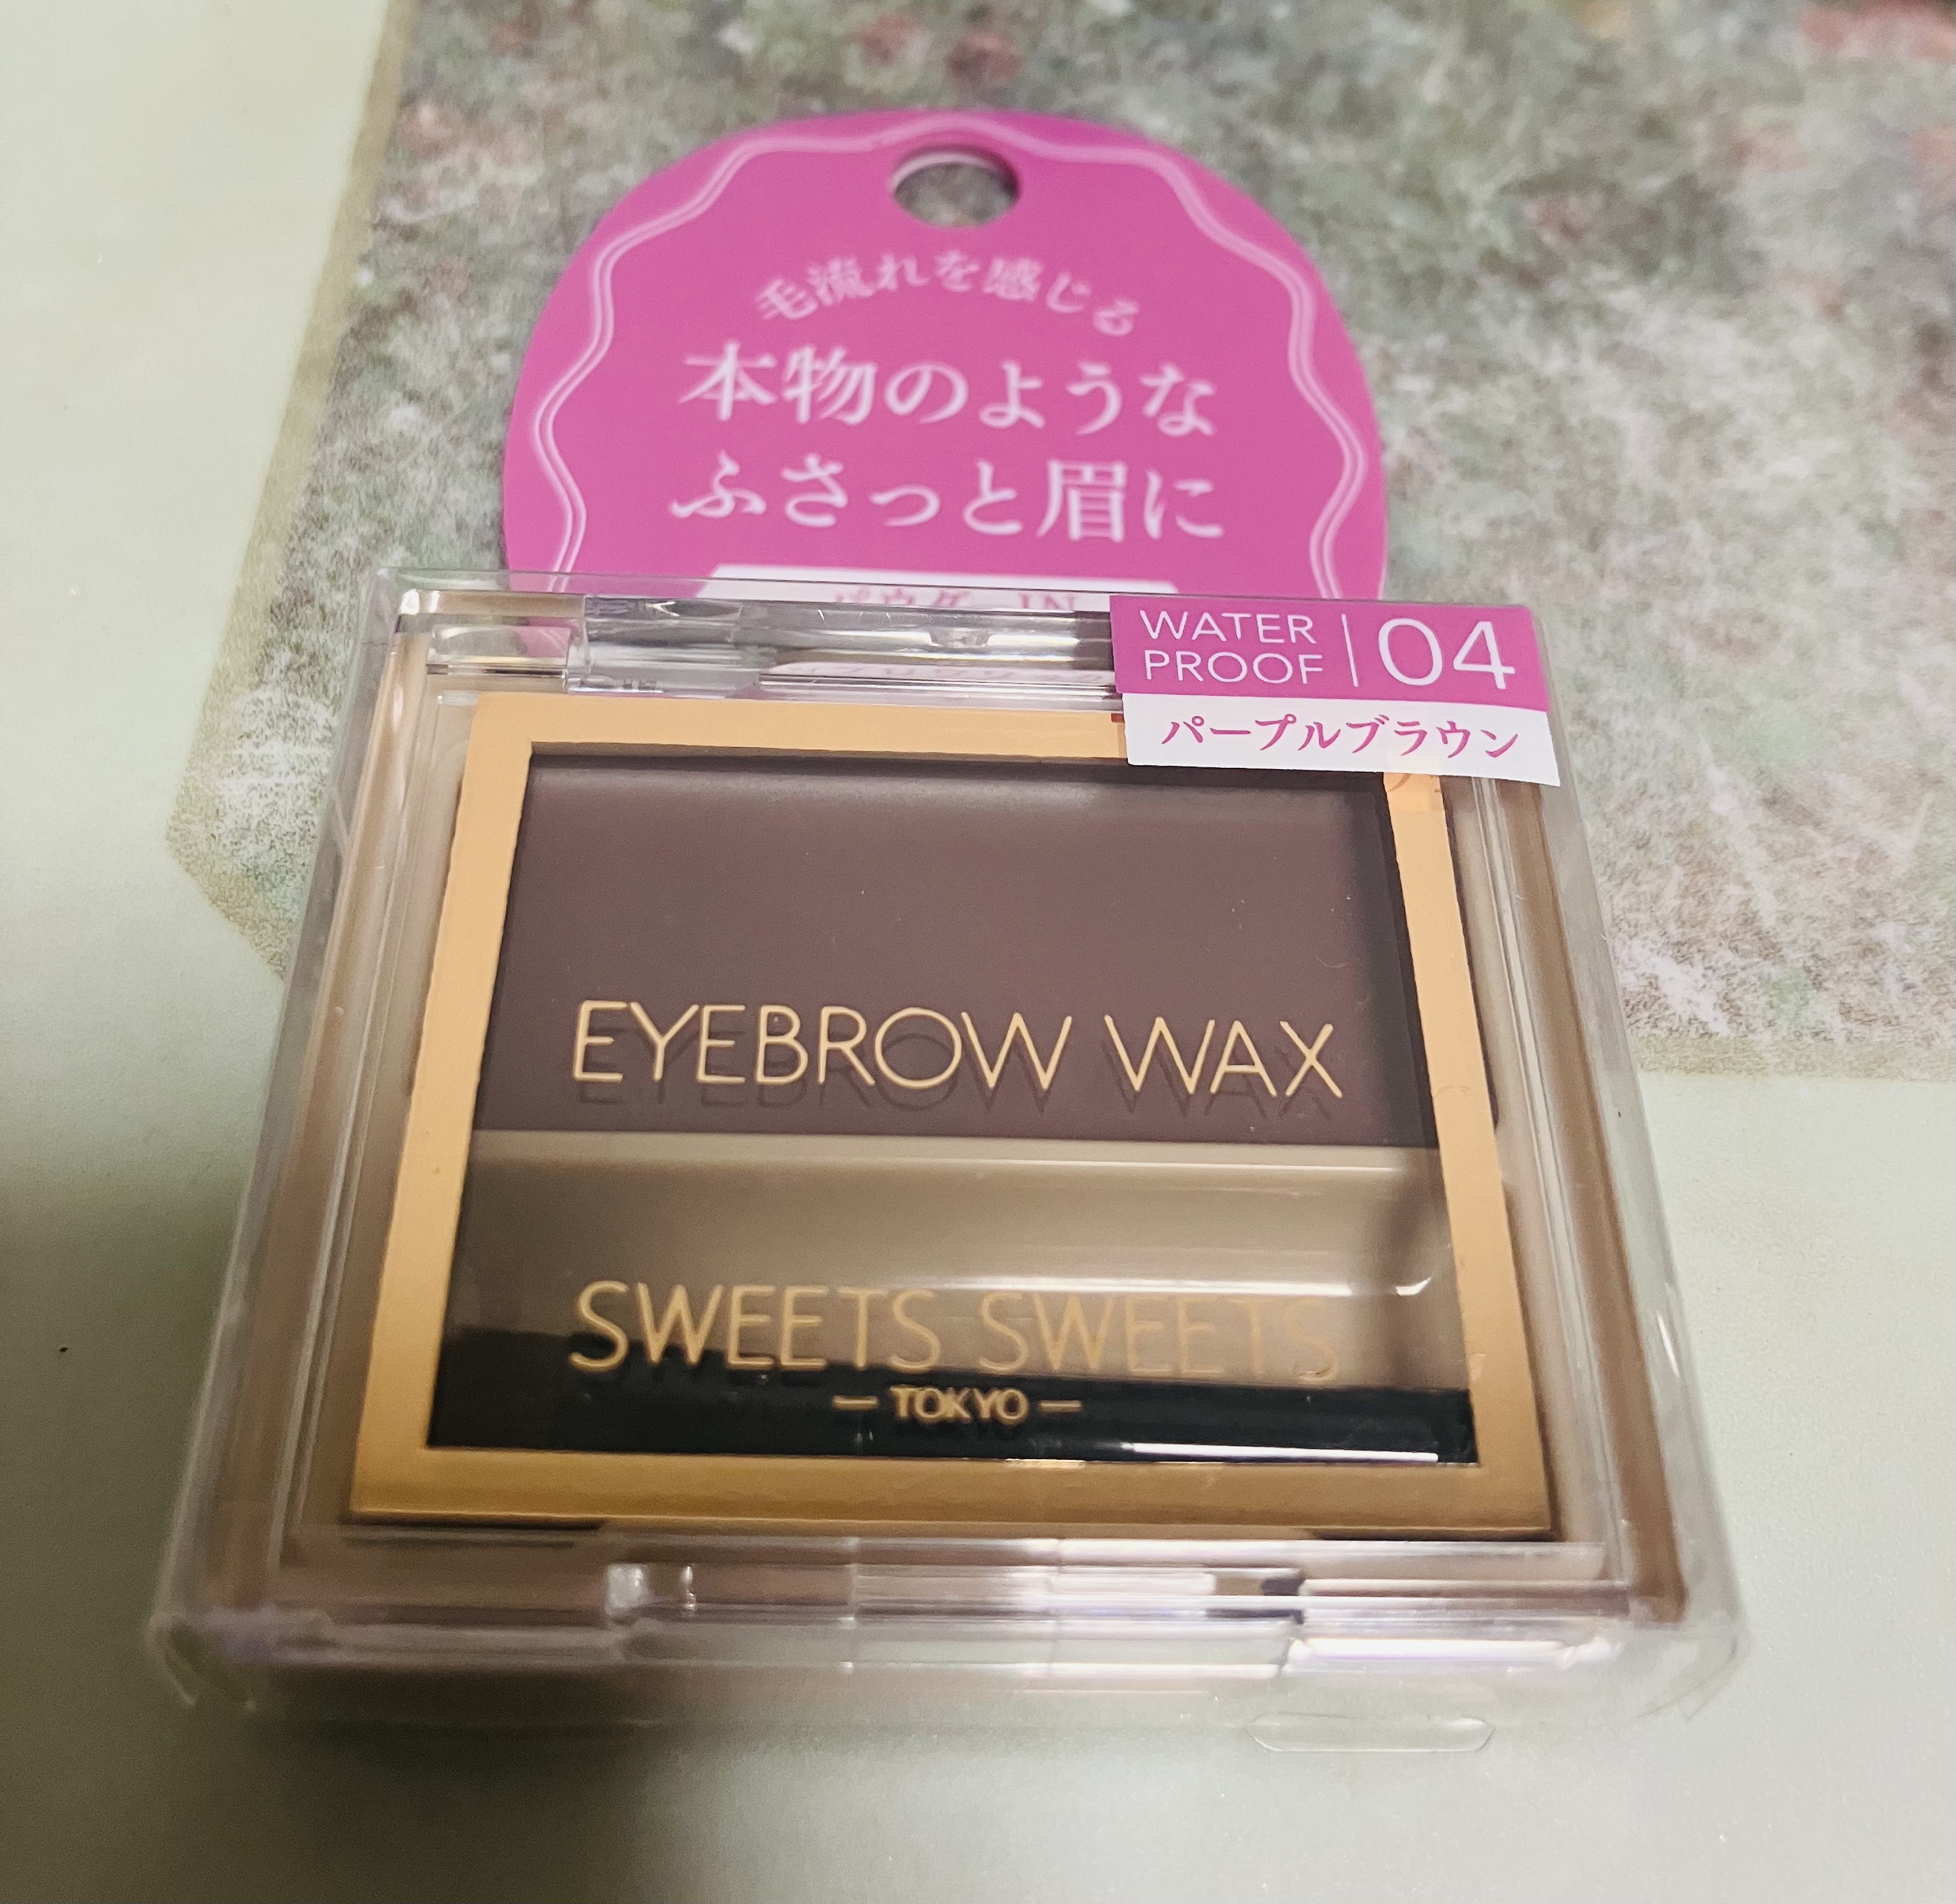 毛流れを感じる
本物のような
ふさっと眉に
WATER
PROOF
04
パープルブラウン
EYEBROW WAX
SWEETS SWEETS
— TOKYO —